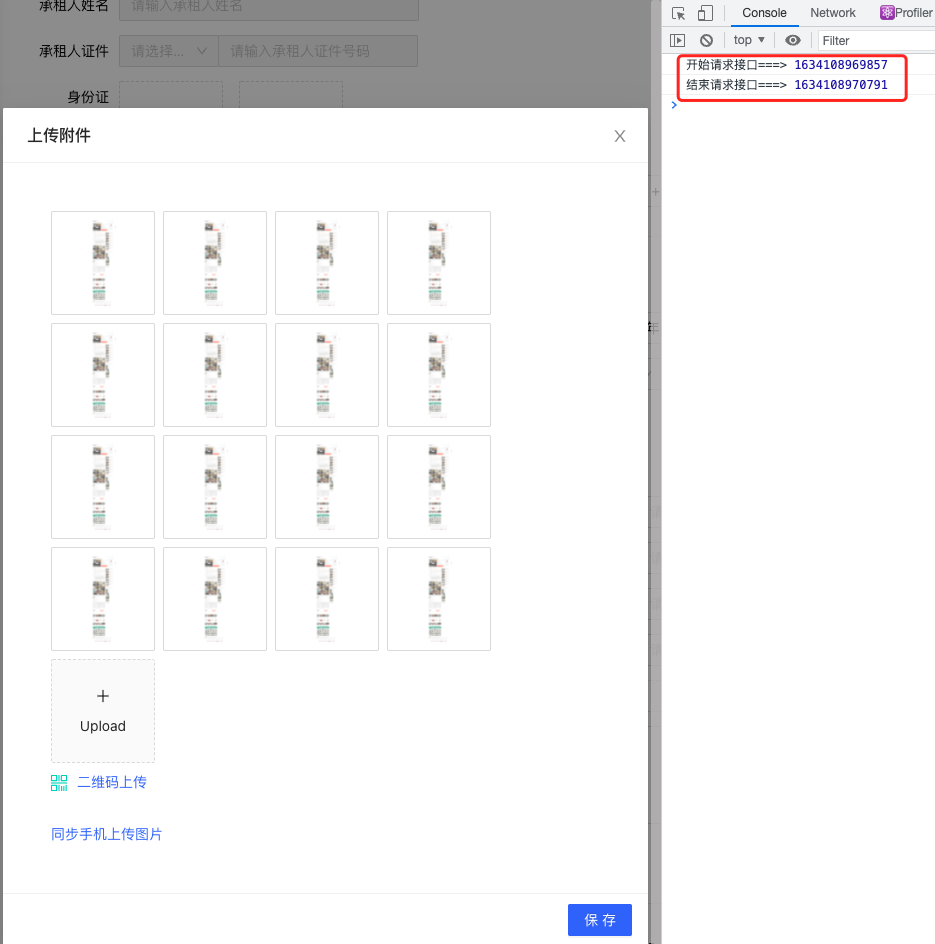 承租人姓名 请输入承租人姓名
承租人证件 请选择... 请输入承租人证件号码
身份证
上传附件
Upload
二维码上传
同步手机上传图片
保 存
Console Network Profiler
top Filter
开始请求接口===> 1634108969857
结束请求接口===> 1634108970791